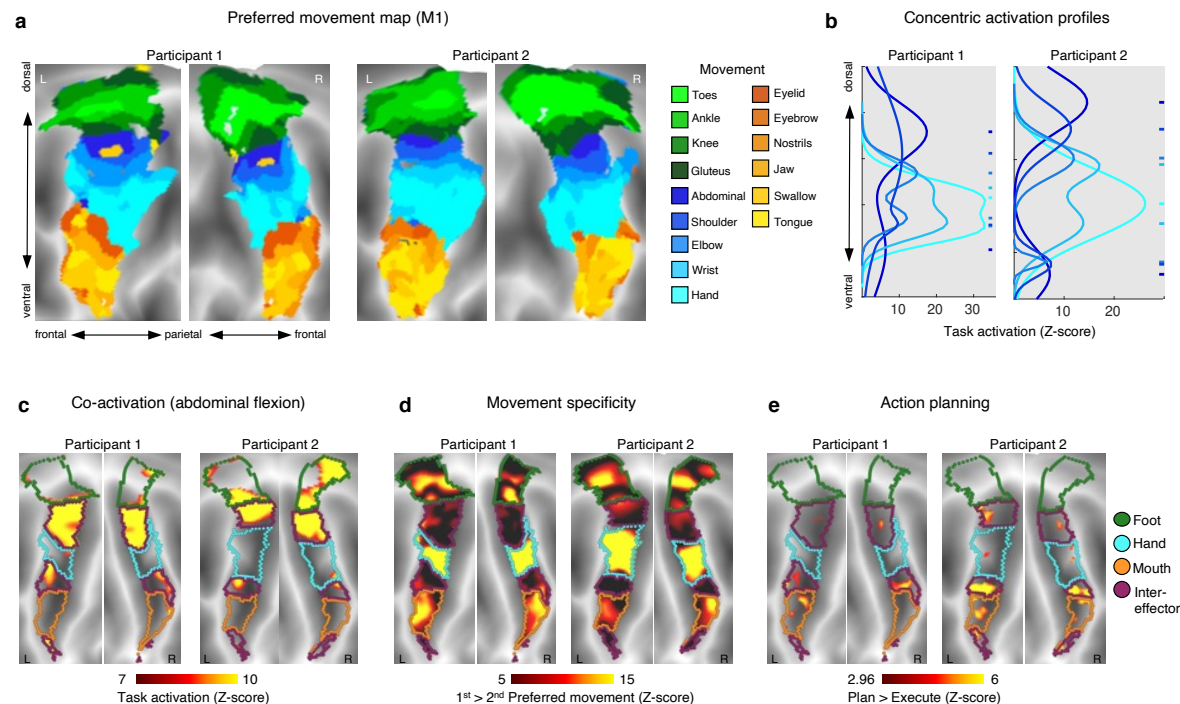 a
Preferred movement map (M1)
Participant 1
Participant 2
L
R
L
R
dorsal
ventral
frontal
parietal
frontal
Movement
Toes
Ankle
Knee
Gluteus
Abdominal
Shoulder
Elbow
Wrist
Hand
Eyelid
Eyebrow
Nostrils
Jaw
Swallow
Tongue
b
Concentric activation profiles
Participant 1
Participant 2
dorsal
ventral
10 20 30
10 20
Task activation (Z-score)
c
Co-activation (abdominal flexion)
Participant 1
Participant 2
L
R
7
10
Task activation (Z-score)
d
Movement specificity
Participant 1
Participant 2
L
R
5
15
1st > 2nd Preferred movement (Z-score)
e
Action planning
Participant 1
Participant 2
L
R
2.96
6
Plan > Execute (Z-score)
Foot
Hand
Mouth
Inter-
effector